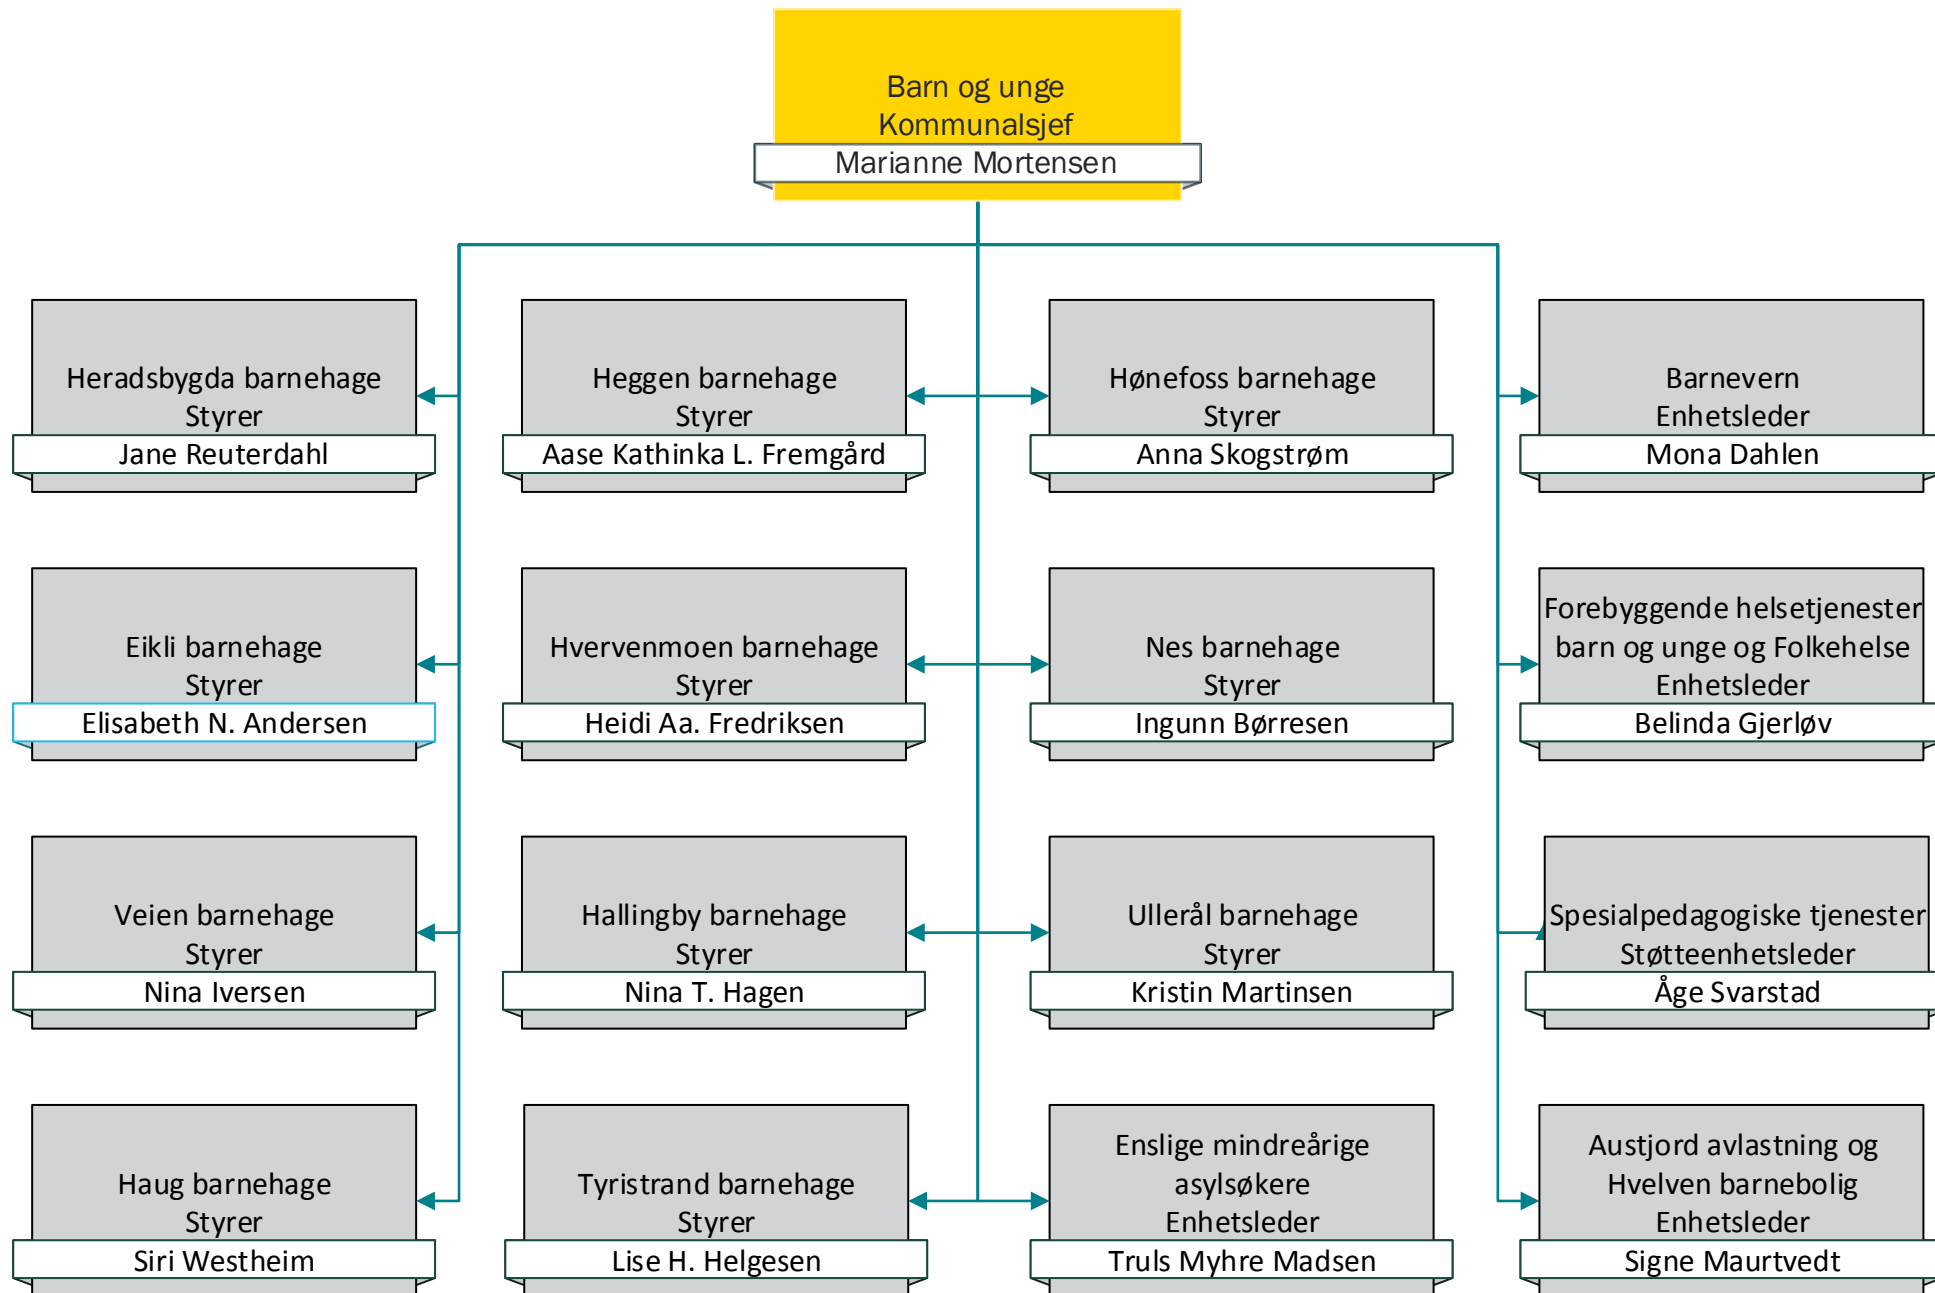 Barn og unge
Kommunalsjef
Marianne Mortensen
Heradsbygda barnehage
Styrer
Jane Reuterdahl
Heggen barnehage
Styrer
Aase Kathinka L. Fremgård
Hønefoss barnehage
Styrer
Anna Skogstrøm
Barnevern
Enhetsleder
Mona Dahlen
Eikli barnehage
Styrer
Elisabeth N. Andersen
Hvervenmoen barnehage
Styrer
Heidi Aa. Fredriksen
Nes barnehage
Styrer
Ingunn Børresen
Forebyggende helsetjenester
barn og unge og Folkehelse
Enhetsleder
Belinda Gjerløv
Veien barnehage
Styrer
Nina Iversen
Hallingby barnehage
Styrer
Nina T. Hagen
Ullerål barnehage
Styrer
Kristin Martinsen
Spesialpedagogiske tjenester
Støtteenhetsleder
Åge Svarstad
Haug barnehage
Styrer
Siri Westheim
Tyristrand barnehage
Styrer
Lise H. Helgesen
Enslige mindreårige
asylsøkere
Enhetsleder
Truls Myhre Madsen
Austjord avlastning og
Hvelven barnebolig
Enhetsleder
Signe Maurtvedt